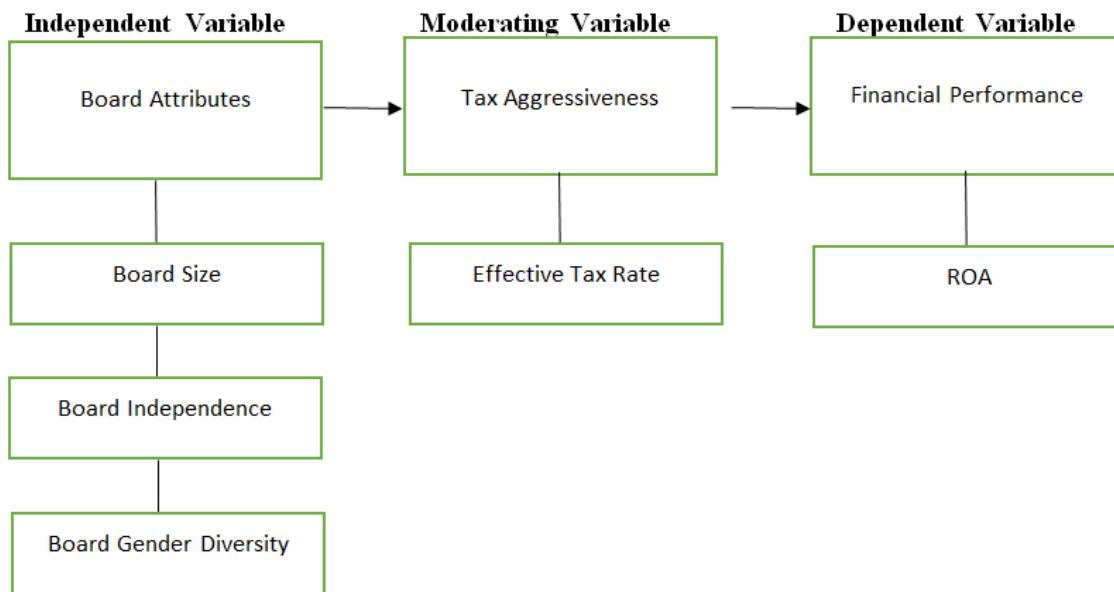 Independent Variable
Moderating Variable
Dependent Variable
Board Attributes
Tax Aggressiveness
Financial Performance
Board Size
Effective Tax Rate
ROA
Board Independence
Board Gender Diversity